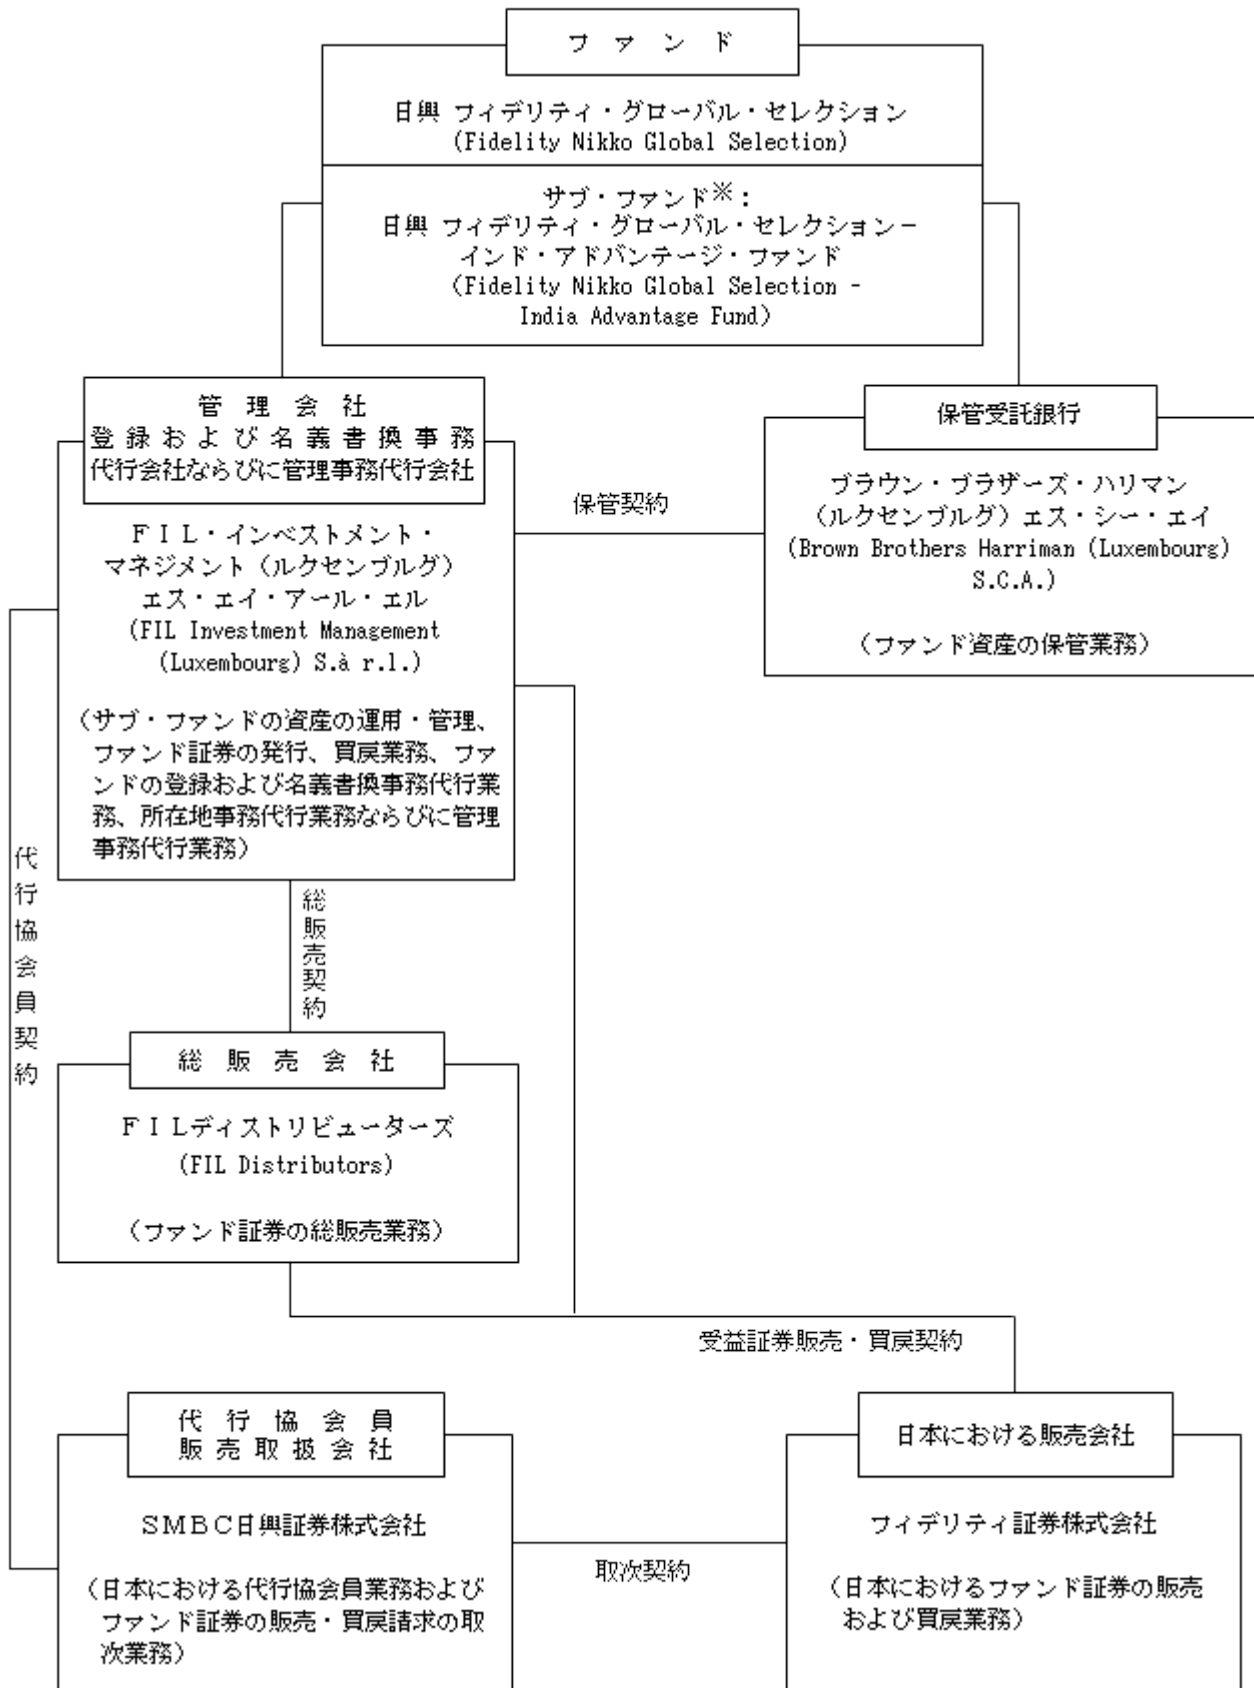 ファンド
日興 フィデリティ・グローバル・セレクション
(Fidelity Nikko Global Selection)
サブ・ファンド※：
日興 フィデリティ・グローバル・セレクション－
インド・アドバンテージ・ファンド
(Fidelity Nikko Global Selection -
India Advantage Fund)
管理会社
登録および名義書換事務
代行会社ならびに管理事務代行会社
ＦＩＬ・インベストメント・
マネジメント（ルクセンブルグ）
エス・エイ・アール・エル
(FIL Investment Management
(Luxembourg) S.à r.l.)
（サブ・ファンドの資産の運用・管理、
ファンド証券の発行、買戻業務、ファ
ンドの登録および名義書換事務代行業
務、所在地事務代行業務ならびに管理
事務代行業務）
保管契約
保管受託銀行
ブラウン・ブラザーズ・ハリマン
（ルクセンブルグ）エス・シー・エイ
(Brown Brothers Harriman (Luxembourg)
S.C.A.)
（ファンド資産の保管業務）
代行協会員契約
総販売契約
総販売会社
ＦＩＬディストリビューターズ
(FIL Distributors)
（ファンド証券の総販売業務）
受益証券販売・買戻契約
代行協会員
販売取扱会社
ＳＭＢＣ日興証券株式会社
（日本における代行協会員業務および
ファンド証券の販売・買戻請求の取
次業務）
取次契約
日本における販売会社
フィデリティ証券株式会社
（日本におけるファンド証券の販売
および買戻業務）